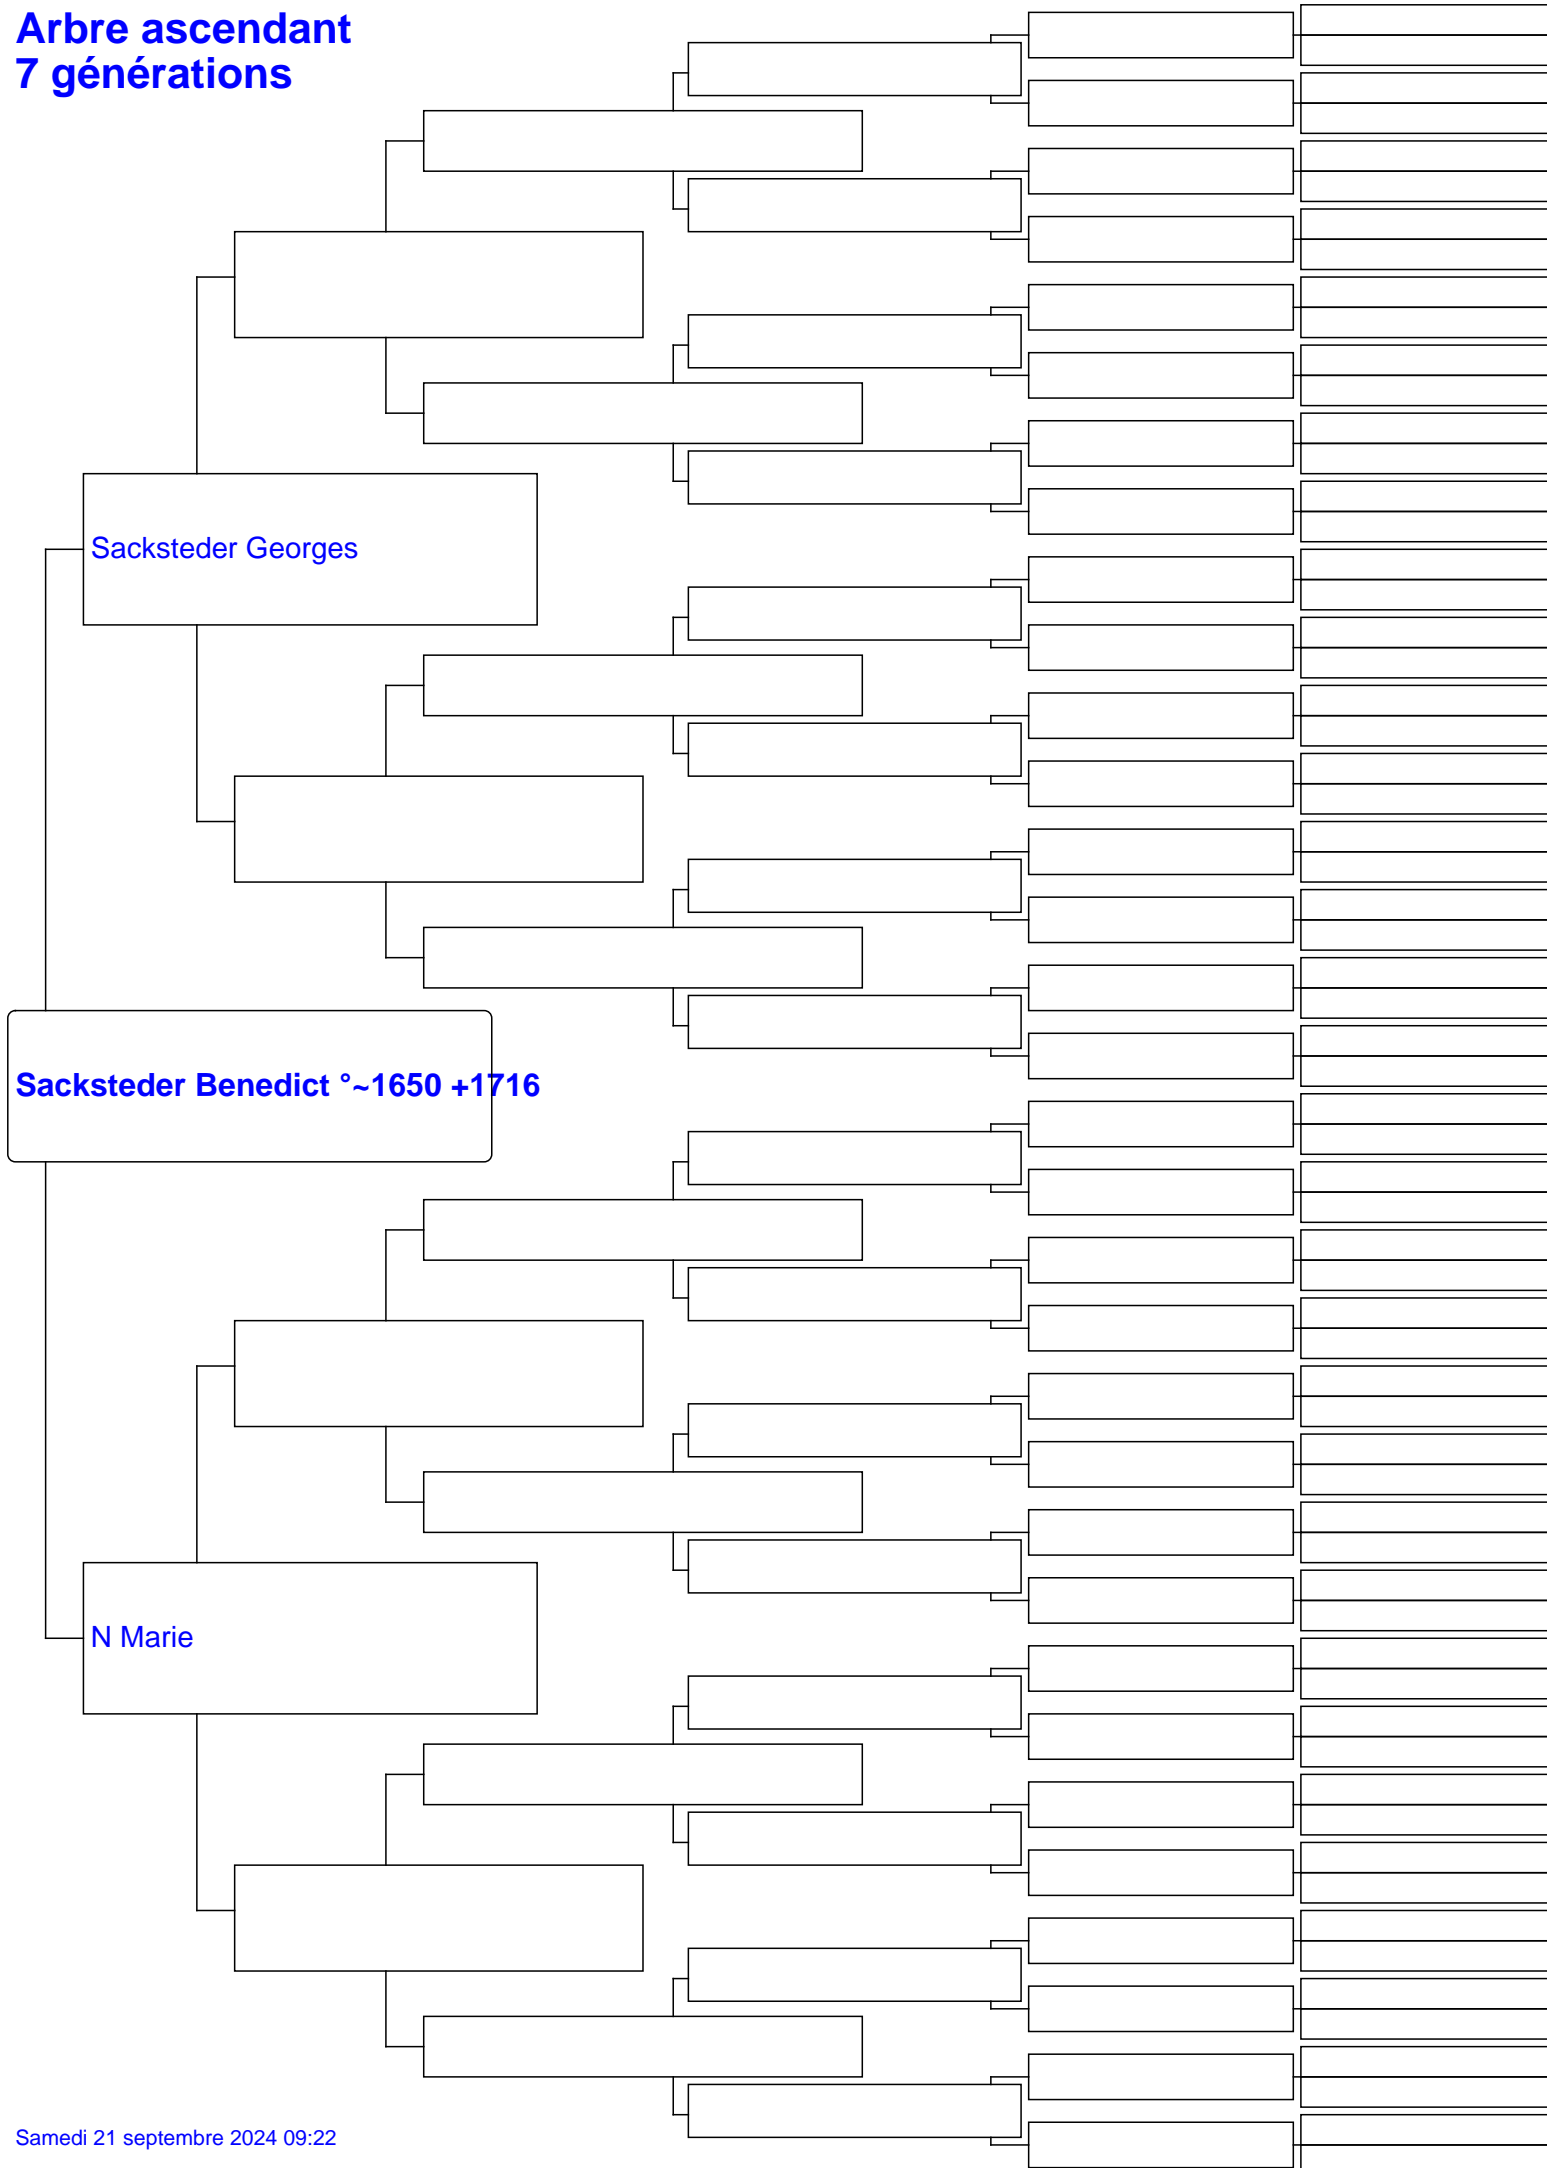 Arbre ascendant
7 générations
Sacksteder Georges
Sacksteder Benedict °~1650 +1716
N Marie
Samedi 21 septembre 2024 09:22